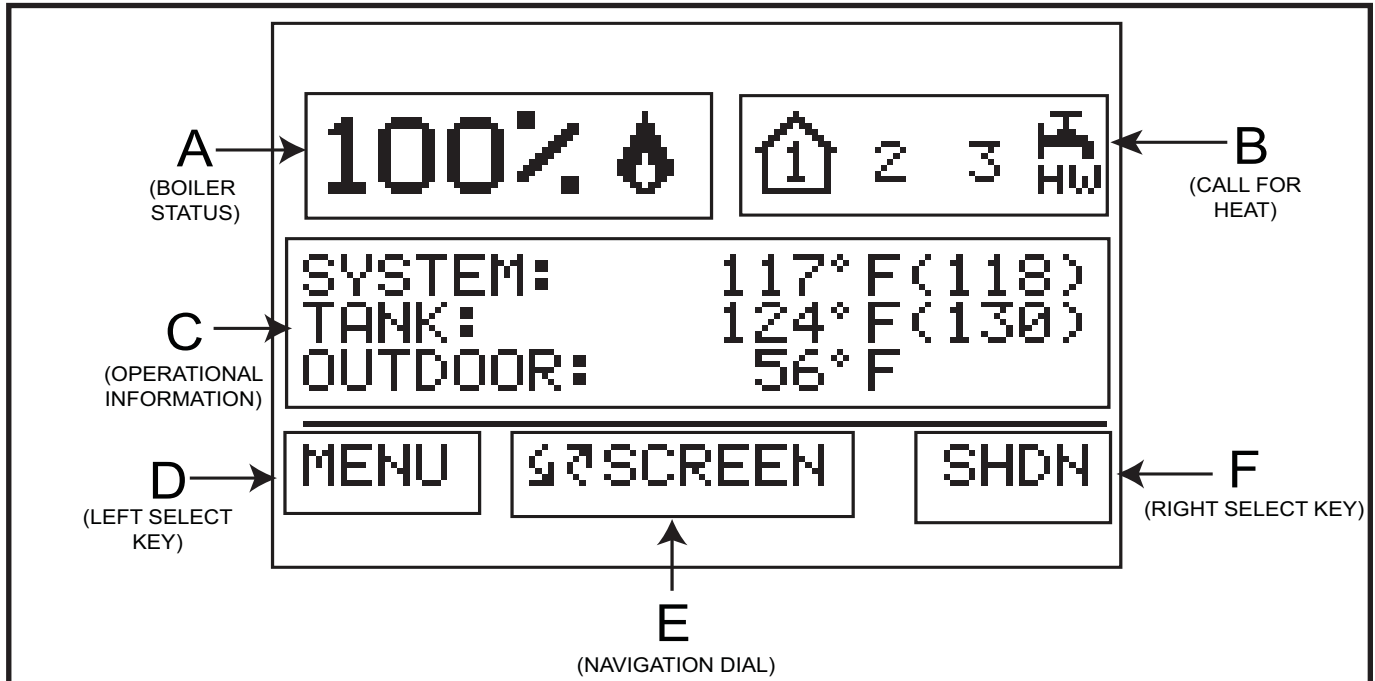 100%
1 2 3 HW
A
(BOILER
STATUS)
B
(CALL FOR
HEAT)
SYSTEM: 117°F(118)
TANK: 124°F(130)
OUTDOOR: 56°F
C
(OPERATIONAL
INFORMATION)
MENU SCREEN SHDN
D
(LEFT SELECT
KEY)
F
(RIGHT SELECT KEY)
E
(NAVIGATION DIAL)